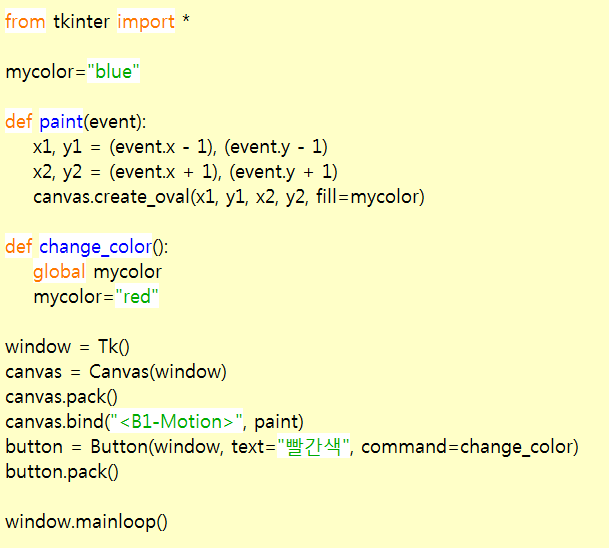 from tkinter import *

mycolor="blue"

def paint(event):
    x1, y1 = (event.x - 1), (event.y - 1)
    x2, y2 = (event.x + 1), (event.y + 1)
    canvas.create_oval(x1, y1, x2, y2, fill=mycolor)

def change_color():
    global mycolor
    mycolor="red"

window = Tk()
canvas = Canvas(window)
canvas.pack()
canvas.bind("<B1-Motion>", paint)
button = Button(window, text="빨간색", command=change_color)
button.pack()

window.mainloop()